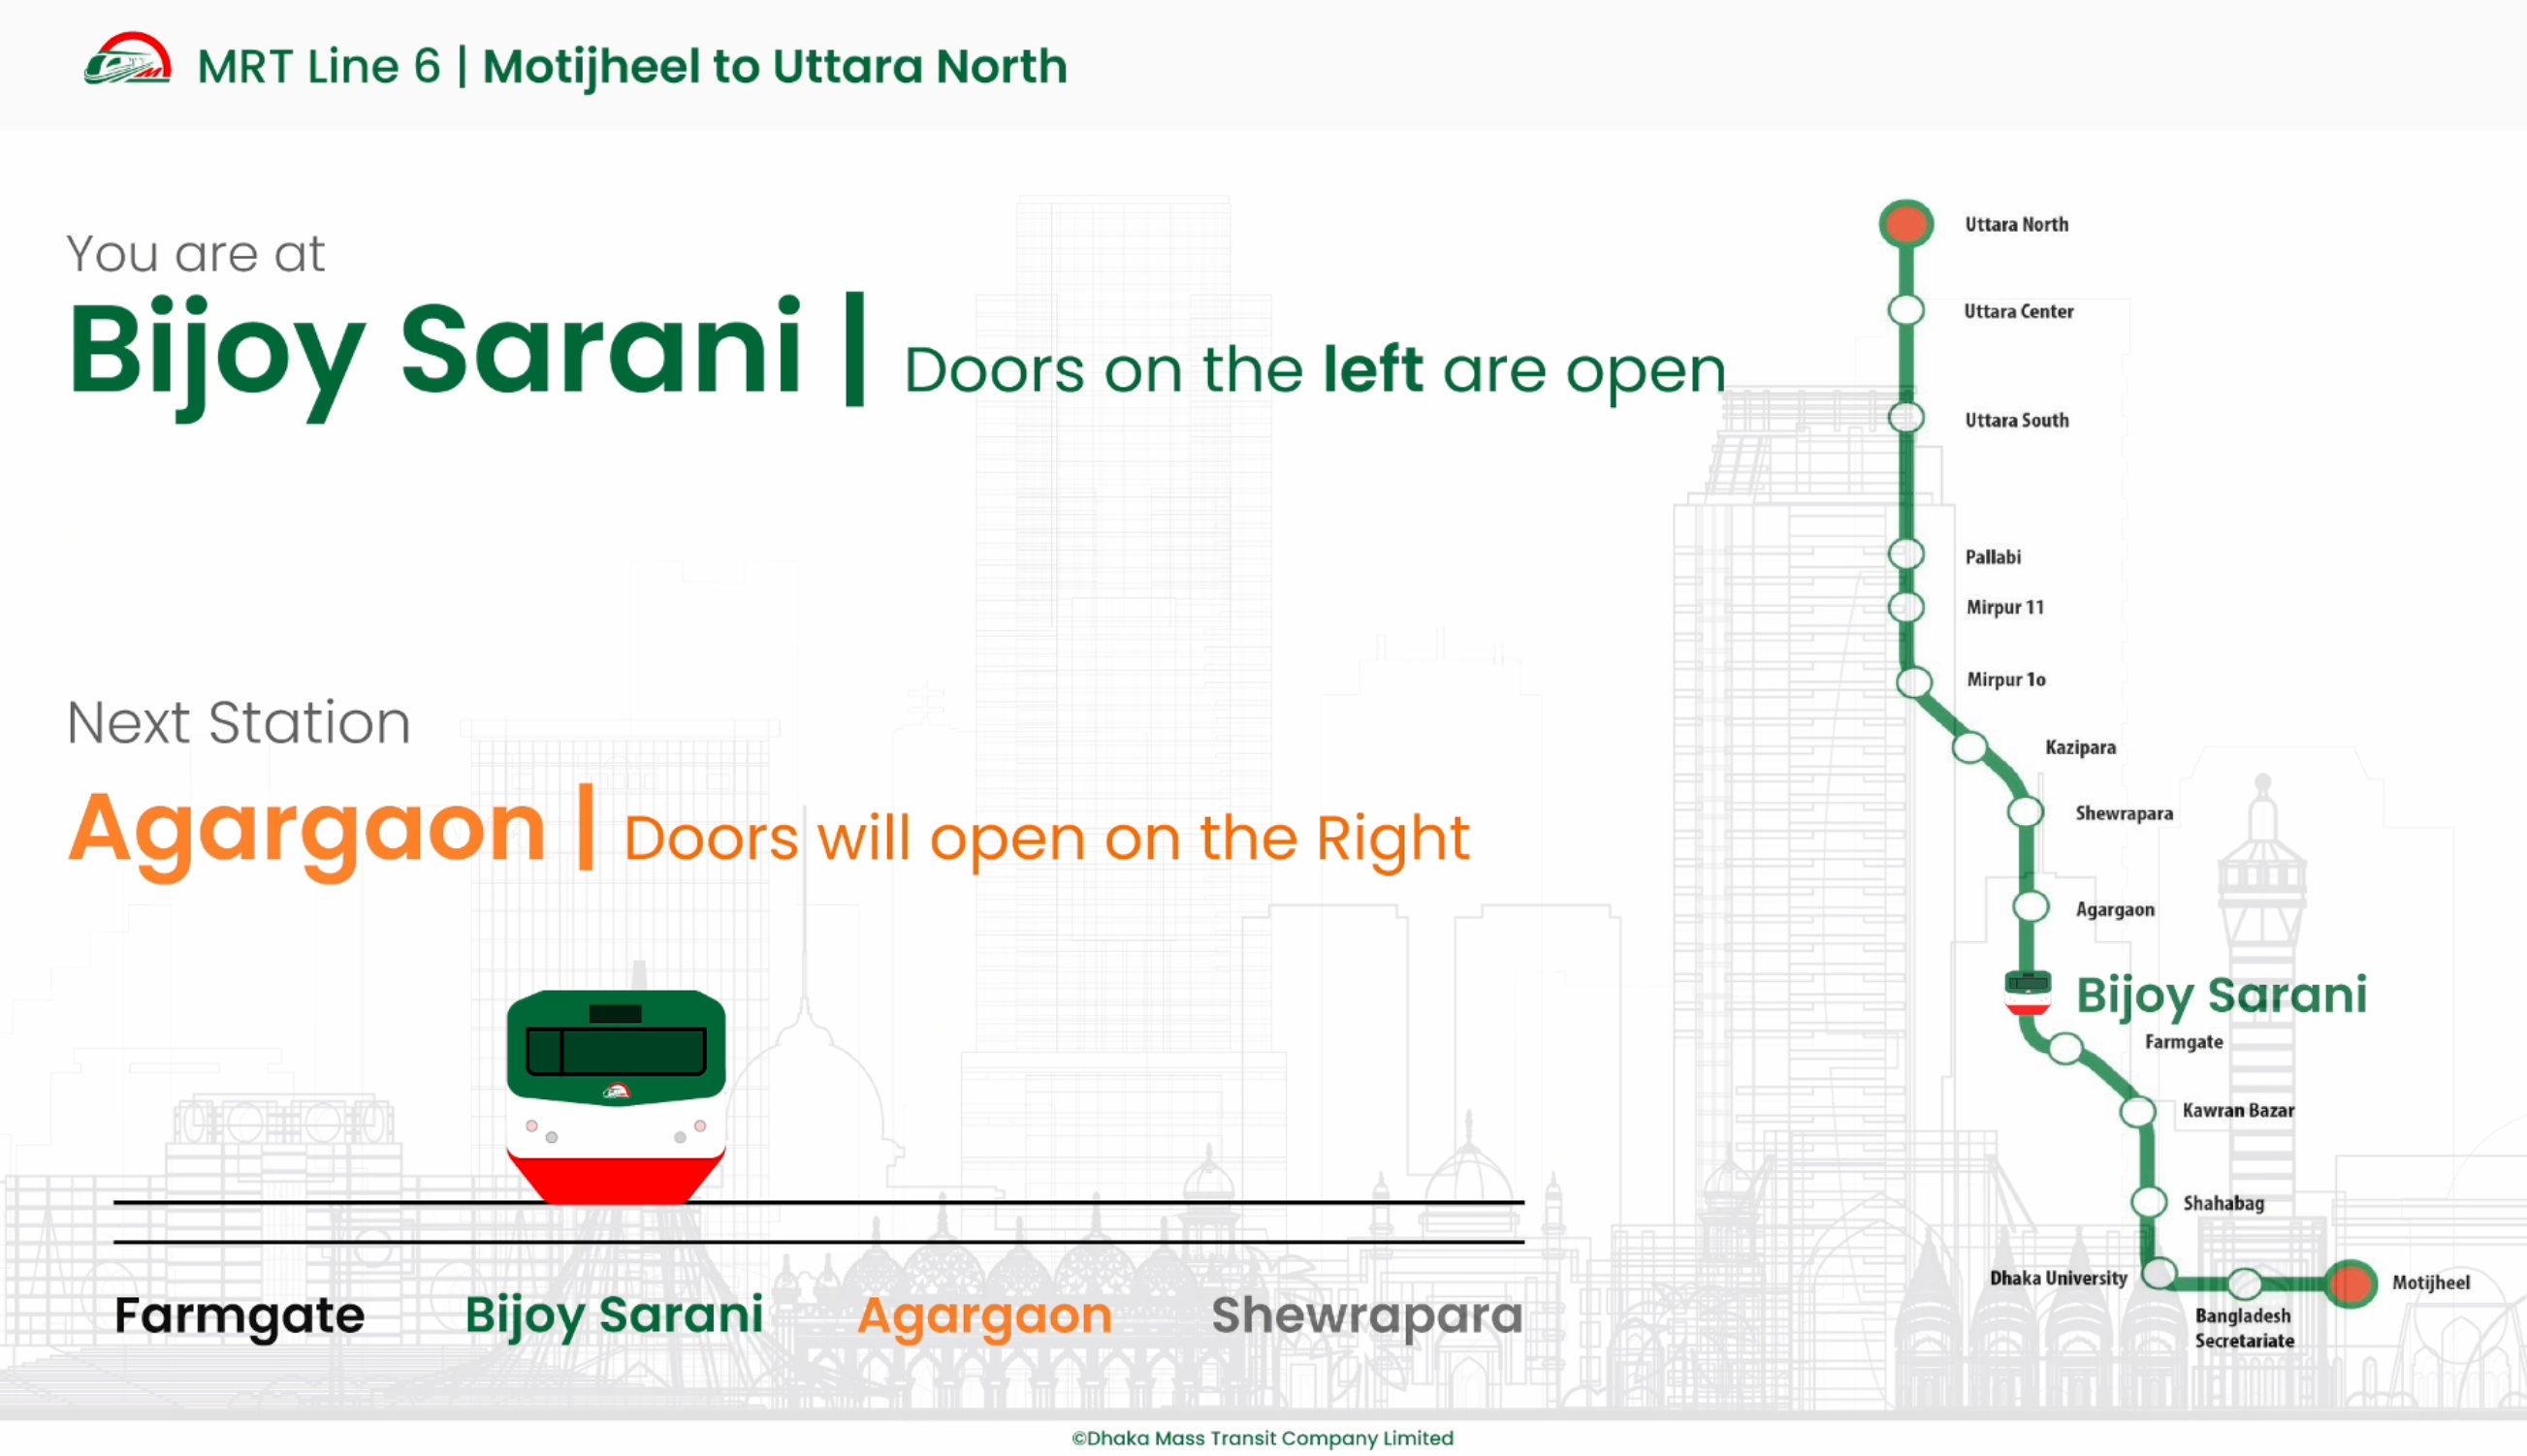 MRT Line 6 | Motijheel to Uttara North
You are at
Bijoy Sarani | Doors on the left are open
Next Station
Agargaon | Doors will open on the Right
Farmgate Bijoy Sarani Agargaon Shewrapara
Uttara North
Uttara Center
Uttara South
Pallabi
Mirpur 11
Mirpur 1o
Kazipara
Shewrapara
Agargaon
Bijoy Sarani
Farmgate
Kawran Bazar
Shahabag
Dhaka University
Motijheel
Bangladesh
Secretariate
©Dhaka Mass Transit Company Limited